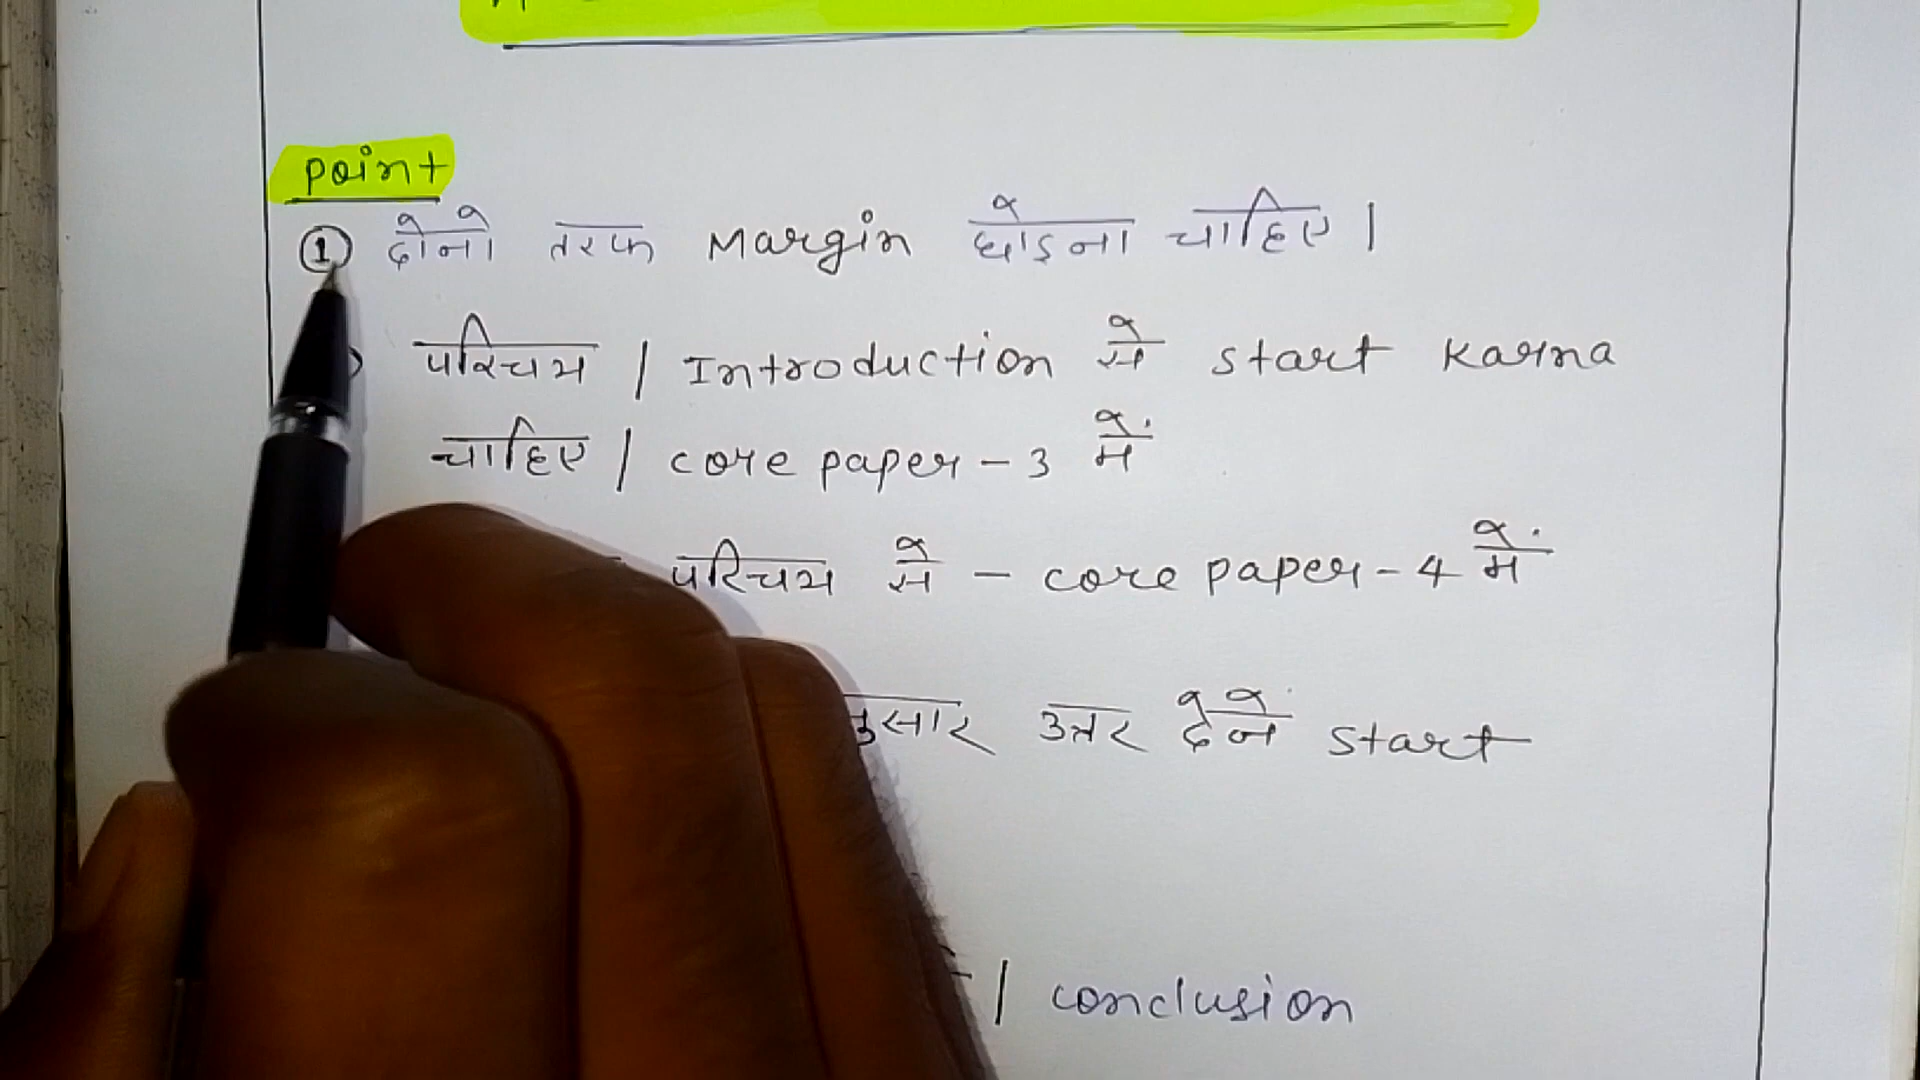 Point
① दोनो तरफ Margin छोडना चाहिए।
परिचय / Introduction से start Karna
चाहिए / core paper - 3 में
परिचय से - core paper - 4 में
उत्तर देने start
/ conclusion